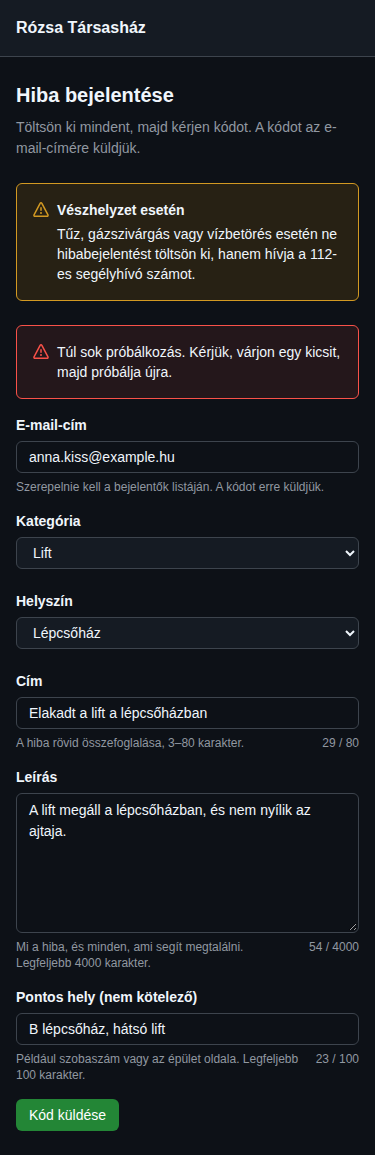 Rózsa Társasház
Hiba bejelentése
Töltsön ki mindent, majd kérjen kódot. A kódot az e-
mail-címére küldjük.
Vészhelyzet esetén
Tűz, gázszivárgás vagy vízbetörés esetén ne
hibabejelentést töltsön ki, hanem hívja a 112-
es segélyhívó számot.
Túl sok próbálkozás. Kérjük, várjon egy kicsit,
majd próbálja újra.
E-mail-cím
anna.kiss@example.hu
Szerepelnie kell a bejelentők listáján. A kódot erre küldjük.
Kategória
Lift
Helyszín
Lépcsőház
Cím
Elakadt a lift a lépcsőházban
A hiba rövid összefoglalása, 3–80 karakter. 29 / 80
Leírás
A lift megáll a lépcsőházban, és nem nyílik az
ajtaja.
Mi a hiba, és minden, ami segít megtalálni. 54 / 4000
Legfeljebb 4000 karakter.
Pontos hely (nem kötelező)
B lépcsőház, hátsó lift
Például szobaszám vagy az épület oldala. Legfeljebb 23 / 100
100 karakter.
Kód küldése